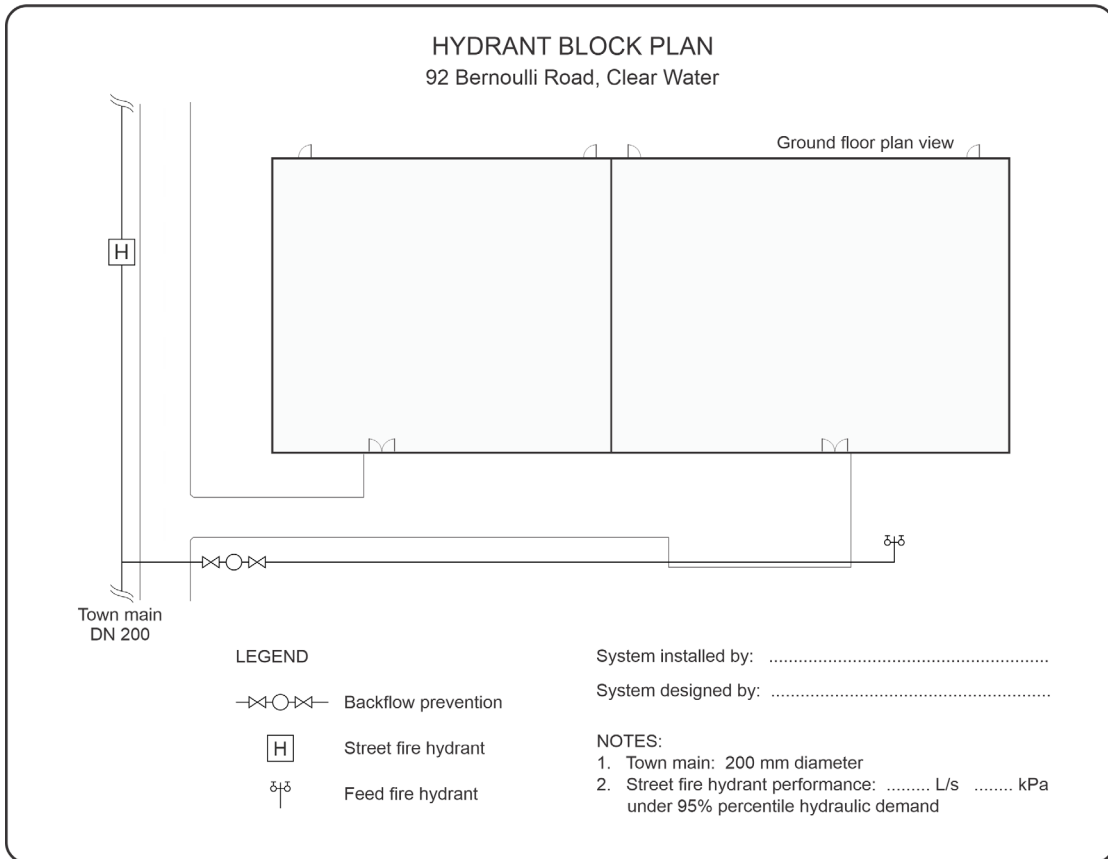 HYDRANT BLOCK PLAN
92 Bernoulli Road, Clear Water
Ground floor plan view
H
Town main
DN 200
LEGEND
Backflow prevention
H Street fire hydrant
Feed fire hydrant
System installed by: ........................................................
System designed by: ........................................................
NOTES:
1. Town main: 200 mm diameter
2. Street fire hydrant performance: ......... L/s ........ kPa
under 95% percentile hydraulic demand